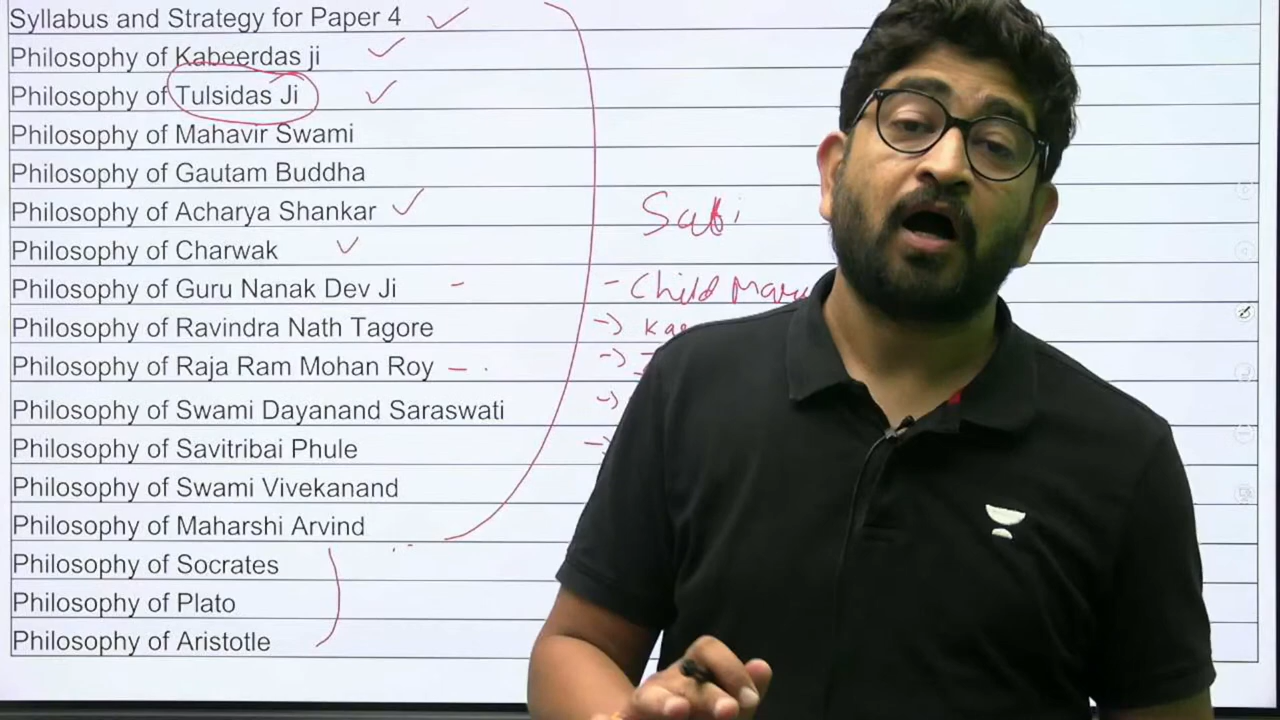 Syllabus and Strategy for Paper 4
Philosophy of Kabeerdas ji
Philosophy of Tulsidas Ji
Philosophy of Mahavir Swami
Philosophy of Gautam Buddha
Philosophy of Acharya Shankar
Sati
Philosophy of Charwak
Philosophy of Guru Nanak Dev Ji
- Child
Philosophy of Ravindra Nath Tagore
Philosophy of Raja Ram Mohan Roy
Philosophy of Swami Dayanand Saraswati
Philosophy of Savitribai Phule
Philosophy of Swami Vivekanand
Philosophy of Maharshi Arvind
Philosophy of Socrates
Philosophy of Plato
Philosophy of Aristotle